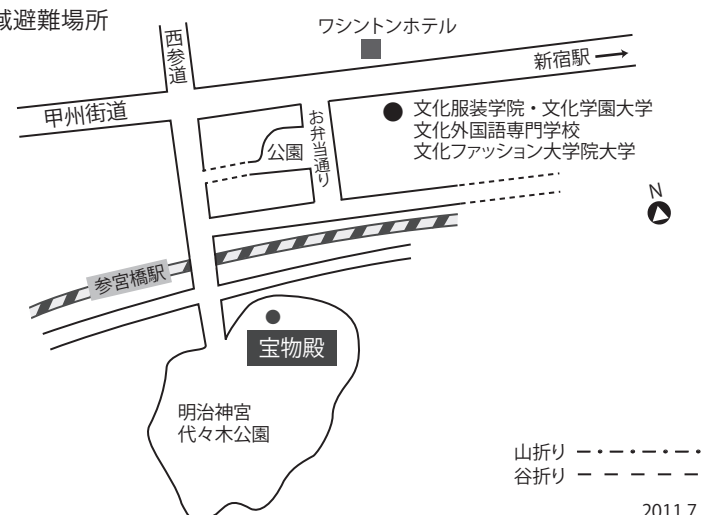 域避難場所
西参道
ワシントンホテル
新宿駅
甲州街道
お弁当通り
公園
文化服装学院・文化学園大学
文化外国語専門学校
文化ファッション大学院大学
N
参宮橋駅
宝物殿
明治神宮
代々木公園
山折り
谷折り
2011.7